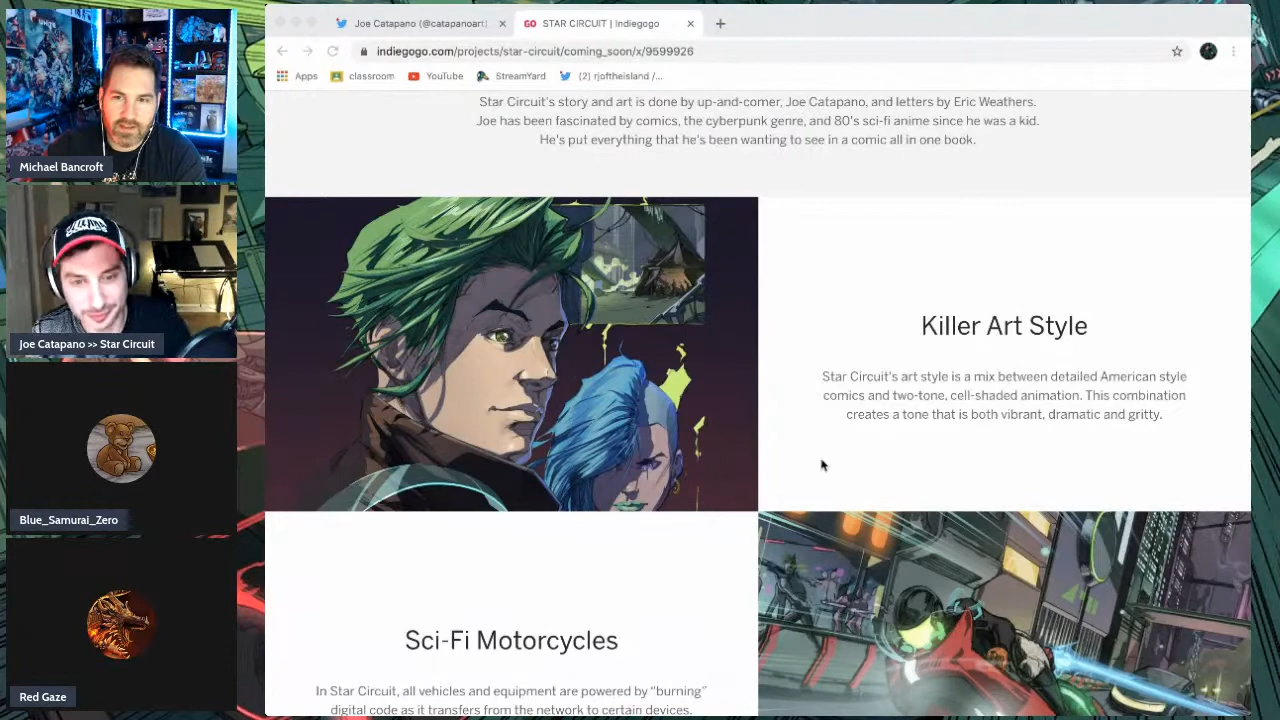 Joe Catapano (@catapanoart)
GO STAR CIRCUIT | Indiegogo
indiegogo.com/projects/star-circuit/coming_soon/x/9599926
Apps classroom YouTube StreamYard (2) rjoftheisland /...
Star Circuit's story and art is done by up-and-comer, Joe Catapano, and letters by Eric Weathers.
Joe has been fascinated by comics, the cyberpunk genre, and 80's sci-fi anime since he was a kid.
He's put everything that he's been wanting to see in a comic all in one book.
Michael Bancroft
Joe Catapano >> Star Circuit
Blue_Samurai_Zero
Red Gaze
Killer Art Style
Star Circuit's art style is a mix between detailed American style
comics and two-tone, cell-shaded animation. This combination
creates a tone that is both vibrant, dramatic and gritty.
Sci-Fi Motorcycles
In Star Circuit, all vehicles and equipment are powered by “burning”
digital code as it transfers from the network to certain devices.